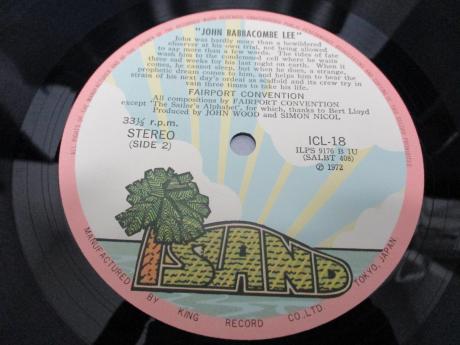 "JOHN BABBACOMBE LEE"
John was hardly more than a bewildered
observer at his own trial, not being allowed
to say more than a few words. The tides of fate
wash him to the condemned cell where he waits
three sad weeks for his last night on earth. When it
comes, he cannot sleep, but when he does, a strange,
prophetic dream comes to him, and helps him to bear the
strain of his next day's ordeal as scaffold and its crew try in
vain three times to take his life.
FAIRPORT CONVENTION
All compositions by FAIRPORT CONVENTION
except 'The Sailor's Alphabet', for which, thanks to Bert Lloyd
Produced by JOHN WOOD and SIMON NICOL
33⅓ r.p.m.
STEREO
(SIDE 2)
ICL-18
ILPS 9176 B 1U
(SALBT 408)
Ⓟ 1972
ISLAND
MANUFACTURED BY KING RECORD CO., LTD. TOKYO, JAPAN